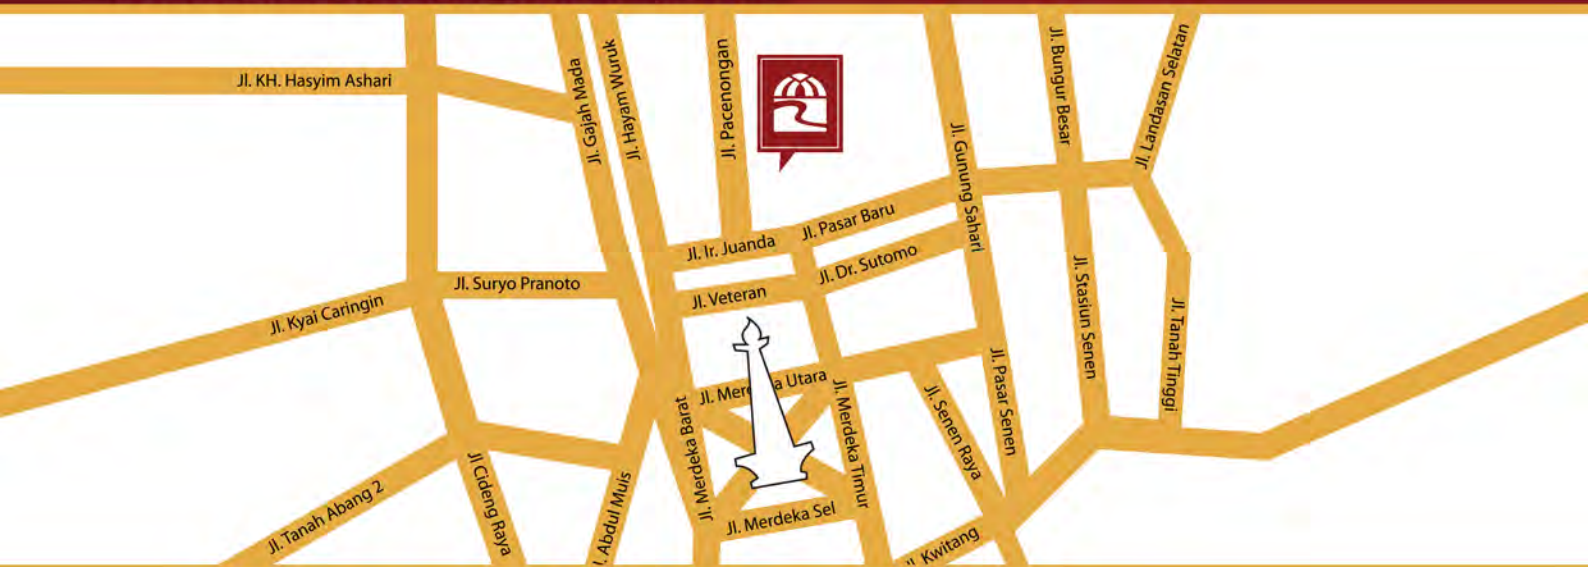 Jl. KH. Hasyim Ashari
Jl. Gajah Mada
Jl. Hayam Wuruk
Jl. Pacenongan
Jl. Gunung Sahari
Jl. Bungur Besar
Jl. Landasan Selatan
Jl. Pasar Baru
Jl. Ir. Juanda
Jl. Dr. Sutomo
Jl. Suryo Pranoto
Jl. Veteran
Jl. Kyai Caringin
Jl. Stasiun Senen
Jl. Tanah Tinggi
Jl. Utara
Jl. Merdeka Barat
Jl. Merdeka Timur
Jl. Senen Raya
Jl. Pasar Senen
Jl. Tanah Abang 2
Jl Cideng Raya
Abdul Muis
Jl. Merdeka Sel
Kwitang